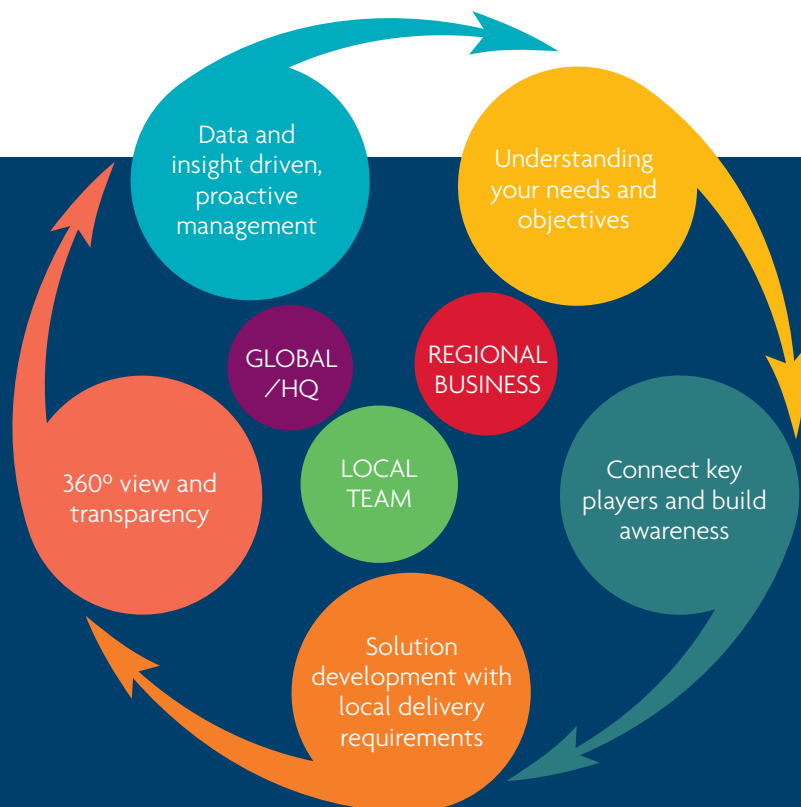 Data and
insight driven,
proactive
management
Understanding
your needs and
objectives
GLOBAL
/HQ
REGIONAL
BUSINESS
LOCAL
TEAM
360º view and
transparency
Connect key
players and build
awareness
Solution
development with
local delivery
requirements